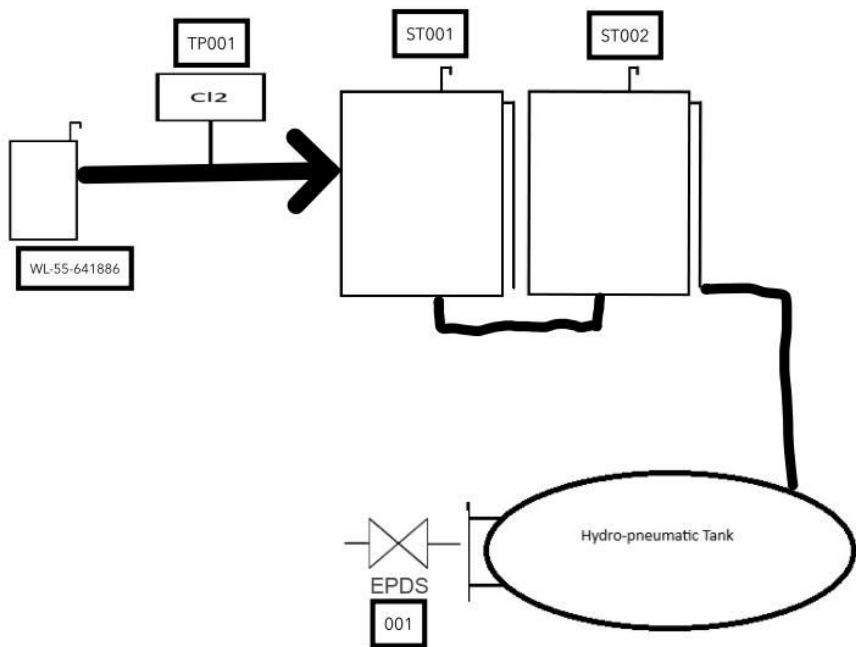 TP001
ST001
ST002
Cl2
WL-55-641886
Hydro-pneumatic Tank
EPDS
001